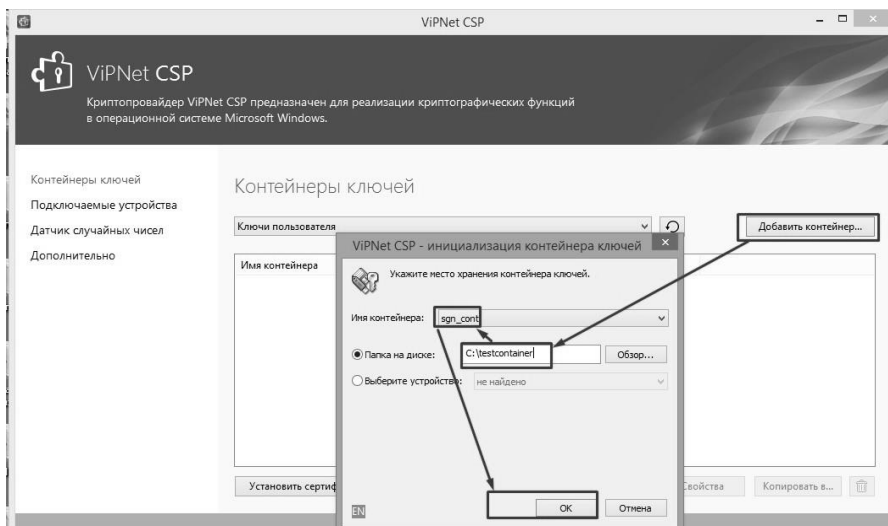 ViPNet CSP
ViPNet CSP
Криптопровайдер ViPNet CSP предназначен для реализации криптографических функций
в операционной системе Microsoft Windows.
Контейнеры ключей
Подключаемые устройства
Датчик случайных чисел
Дополнительно
Контейнеры ключей
Ключи пользователя
Добавить контейнер...
Имя контейнера
ViPNet CSP - инициализация контейнера ключей
Укажите место хранения контейнера ключей.
Имя контейнера: sgn_cont
Папка на диске: C:\testcontainer Обзор...
Выберите устройство: не найдено
EN OK Отмена
Установить сертиф
Свойства Копировать в...